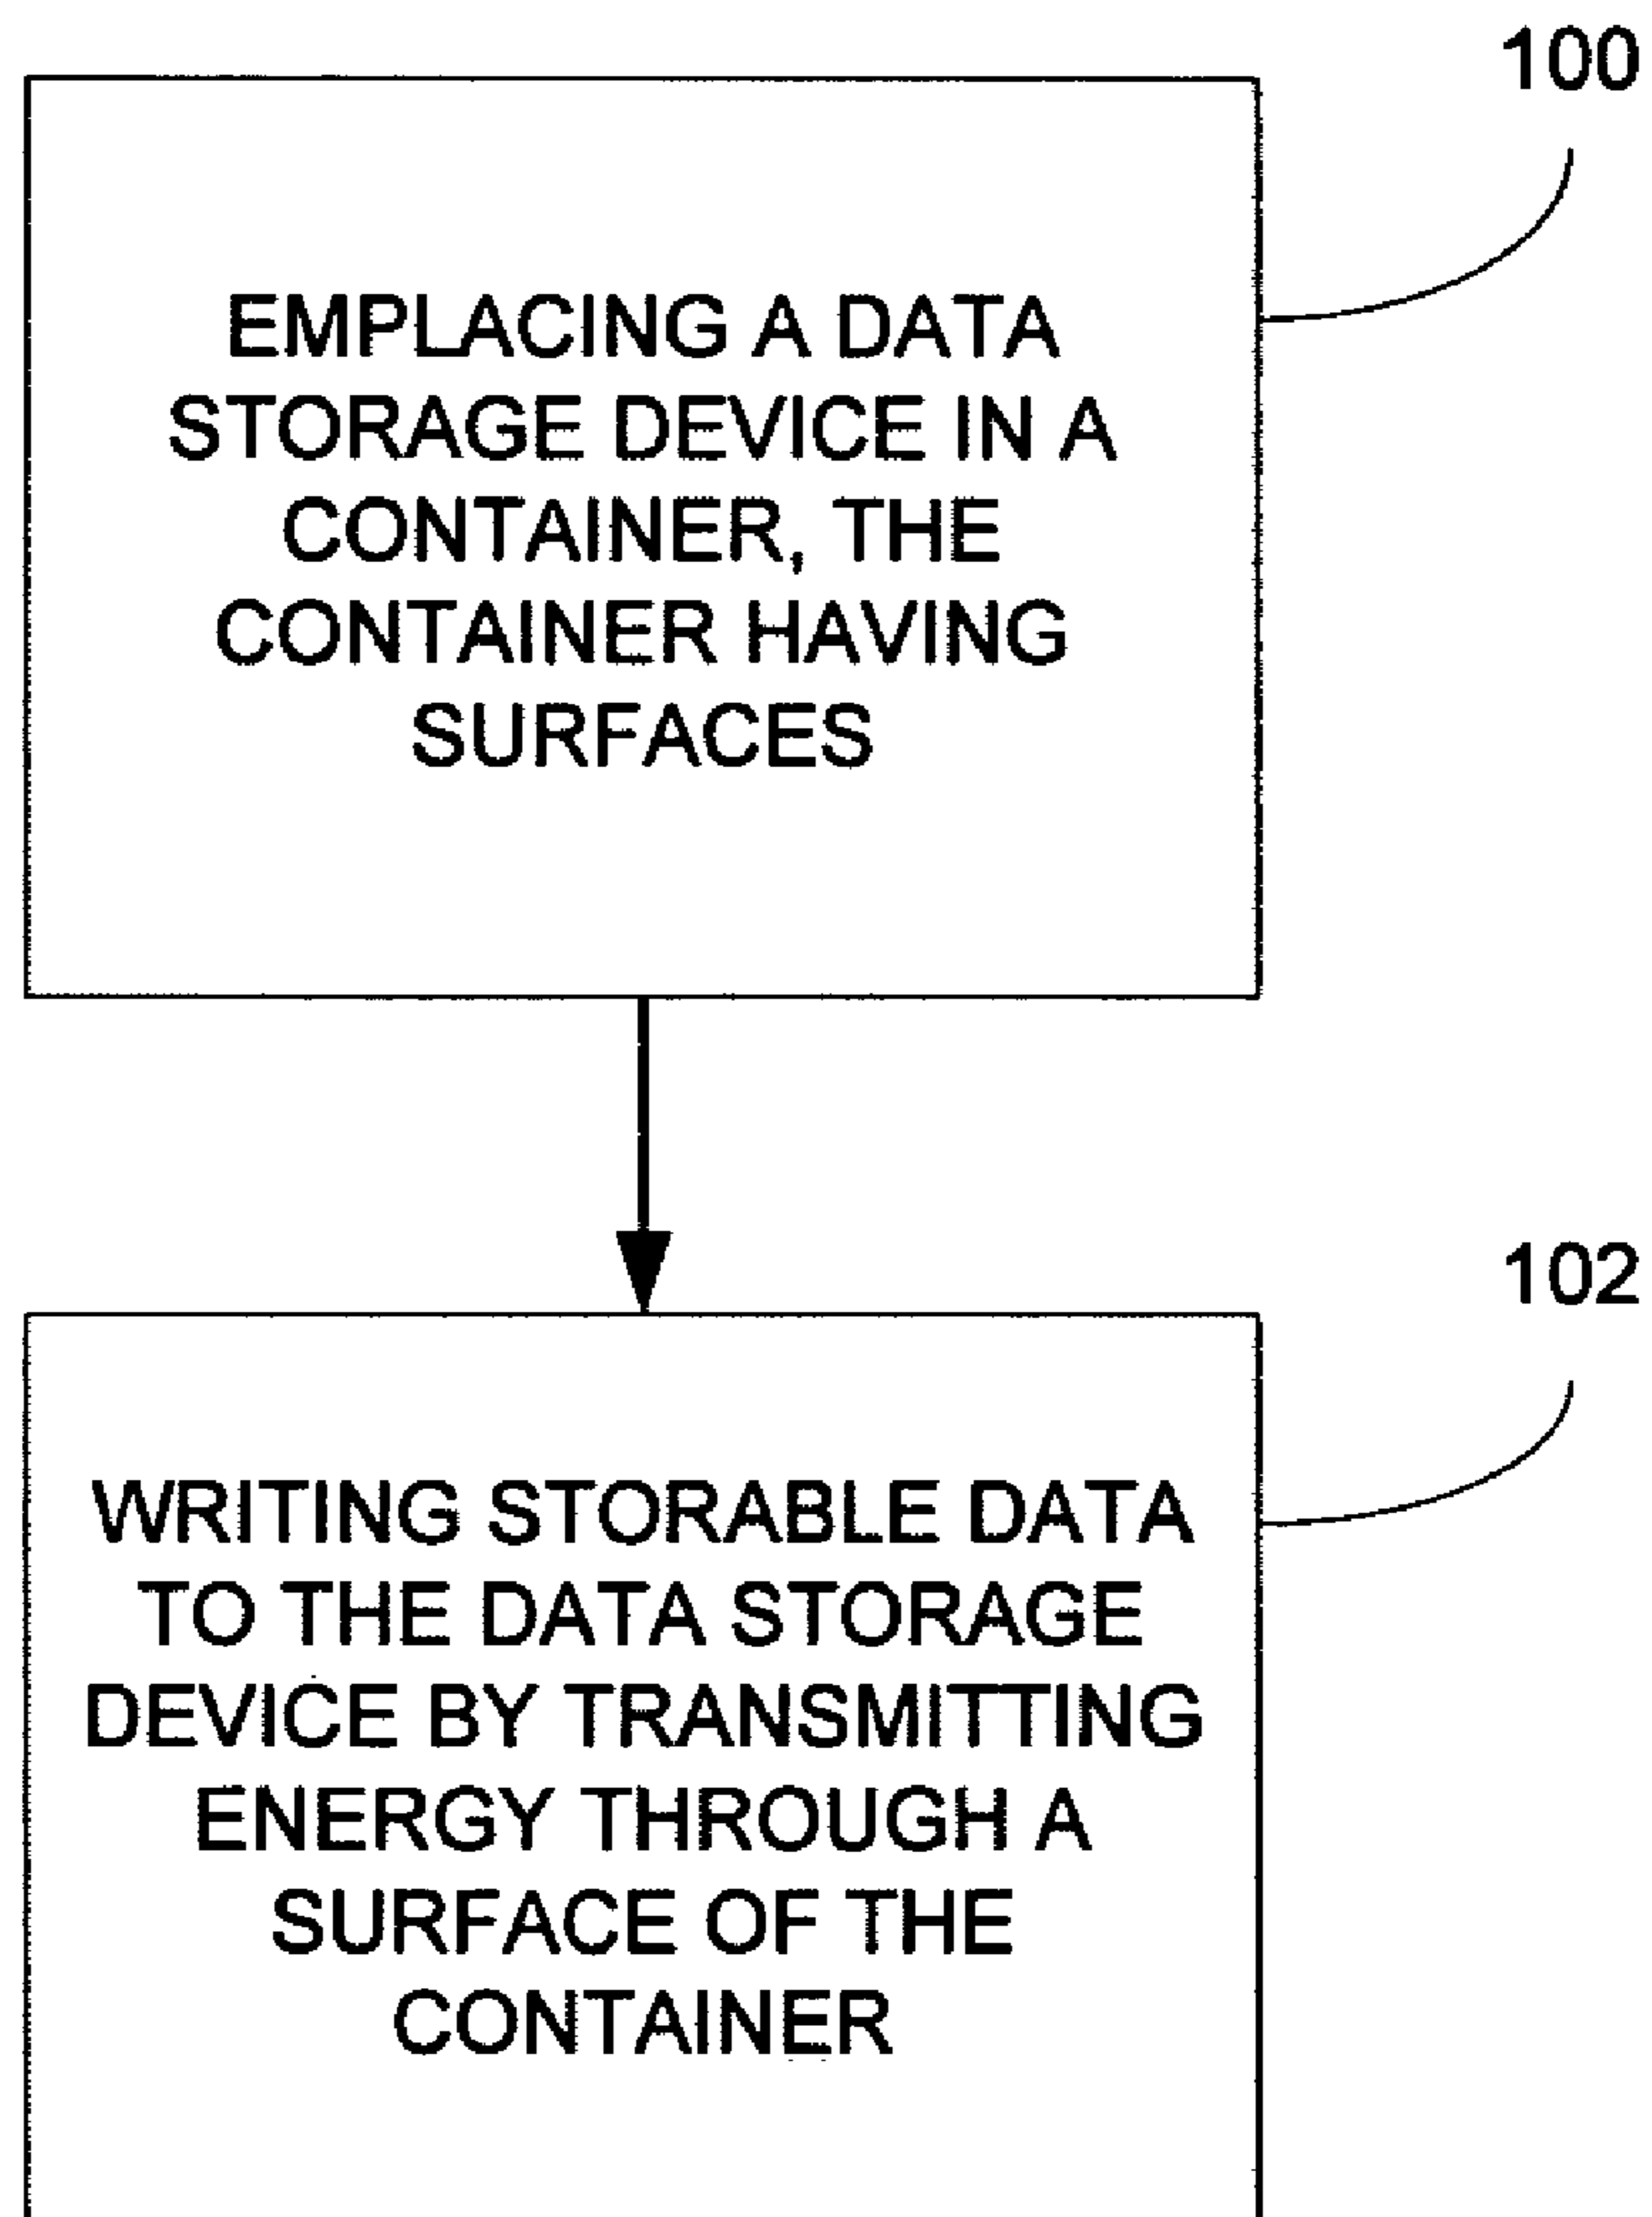 100
EMPLACING A DATA
STORAGE DEVICE IN A
CONTAINER, THE
CONTAINER HAVING
SURFACES
102
WRITING STORABLE DATA
TO THE DATA STORAGE
DEVICE BY TRANSMITTING
ENERGY THROUGH A
SURFACE OF THE
CONTAINER